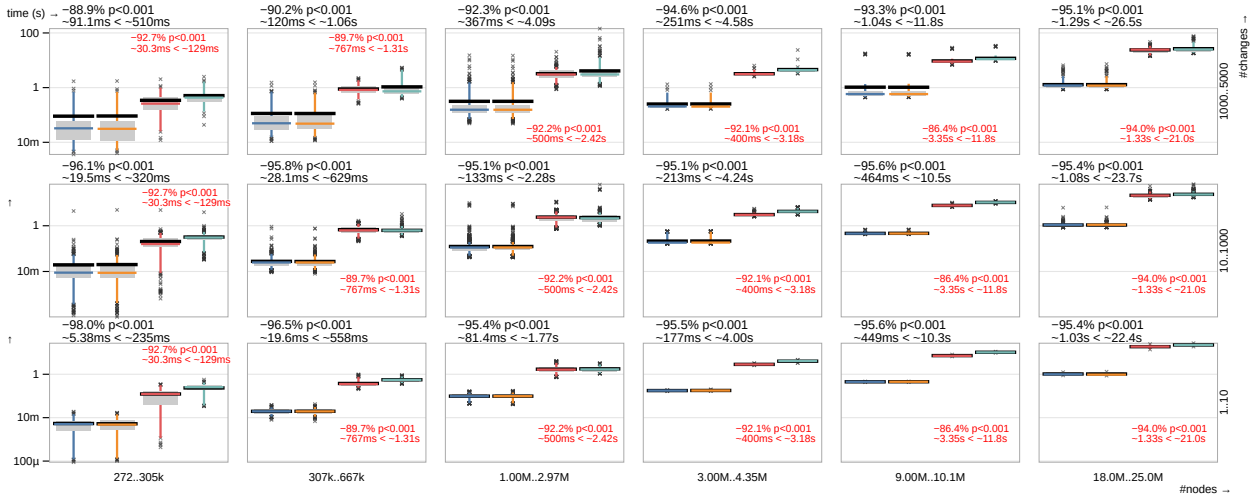 time (s) → −88.9% p<0.001 −90.2% p<0.001 −92.3% p<0.001 −94.6% p<0.001 −93.3% p<0.001 −95.1% p<0.001
~91.1ms < ~510ms ~120ms < ~1.06s ~367ms < ~4.09s ~251ms < ~4.58s ~1.04s < ~11.8s ~1.29s < ~26.5s
100
−92.7% p<0.001 −89.7% p<0.001
~30.3ms < ~129ms ~767ms < ~1.31s
1
−92.2% p<0.001 −92.1% p<0.001 −86.4% p<0.001 −94.0% p<0.001
~500ms < ~2.42s ~400ms < ~3.18s ~3.35s < ~11.8s ~1.33s < ~21.0s
10m
# changes →
1000..5000
−96.1% p<0.001 −95.8% p<0.001 −95.1% p<0.001 −95.1% p<0.001 −95.6% p<0.001 −95.4% p<0.001
~19.5ms < ~320ms ~28.1ms < ~629ms ~133ms < ~2.28s ~213ms < ~4.24s ~464ms < ~10.5s ~1.08s < ~23.7s
−92.7% p<0.001
↑ ~30.3ms < ~129ms
1
10m
−89.7% p<0.001 −92.2% p<0.001 −92.1% p<0.001 −86.4% p<0.001 −94.0% p<0.001
~767ms < ~1.31s ~500ms < ~2.42s ~400ms < ~3.18s ~3.35s < ~11.8s ~1.33s < ~21.0s
10..1000
−98.0% p<0.001 −96.5% p<0.001 −95.4% p<0.001 −95.5% p<0.001 −95.6% p<0.001 −95.4% p<0.001
↑ ~5.38ms < ~235ms ~19.6ms < ~558ms ~81.4ms < ~1.77s ~177ms < ~4.00s ~449ms < ~10.3s ~1.03s < ~22.4s
−92.7% p<0.001
~30.3ms < ~129ms
1
10m
−89.7% p<0.001 −92.2% p<0.001 −92.1% p<0.001 −86.4% p<0.001 −94.0% p<0.001
~767ms < ~1.31s ~500ms < ~2.42s ~400ms < ~3.18s ~3.35s < ~11.8s ~1.33s < ~21.0s
1..10
100µ
272..305k 307k..667k 1.00M..2.97M 3.00M..4.35M 9.00M..10.1M 18.0M..25.0M
#nodes →